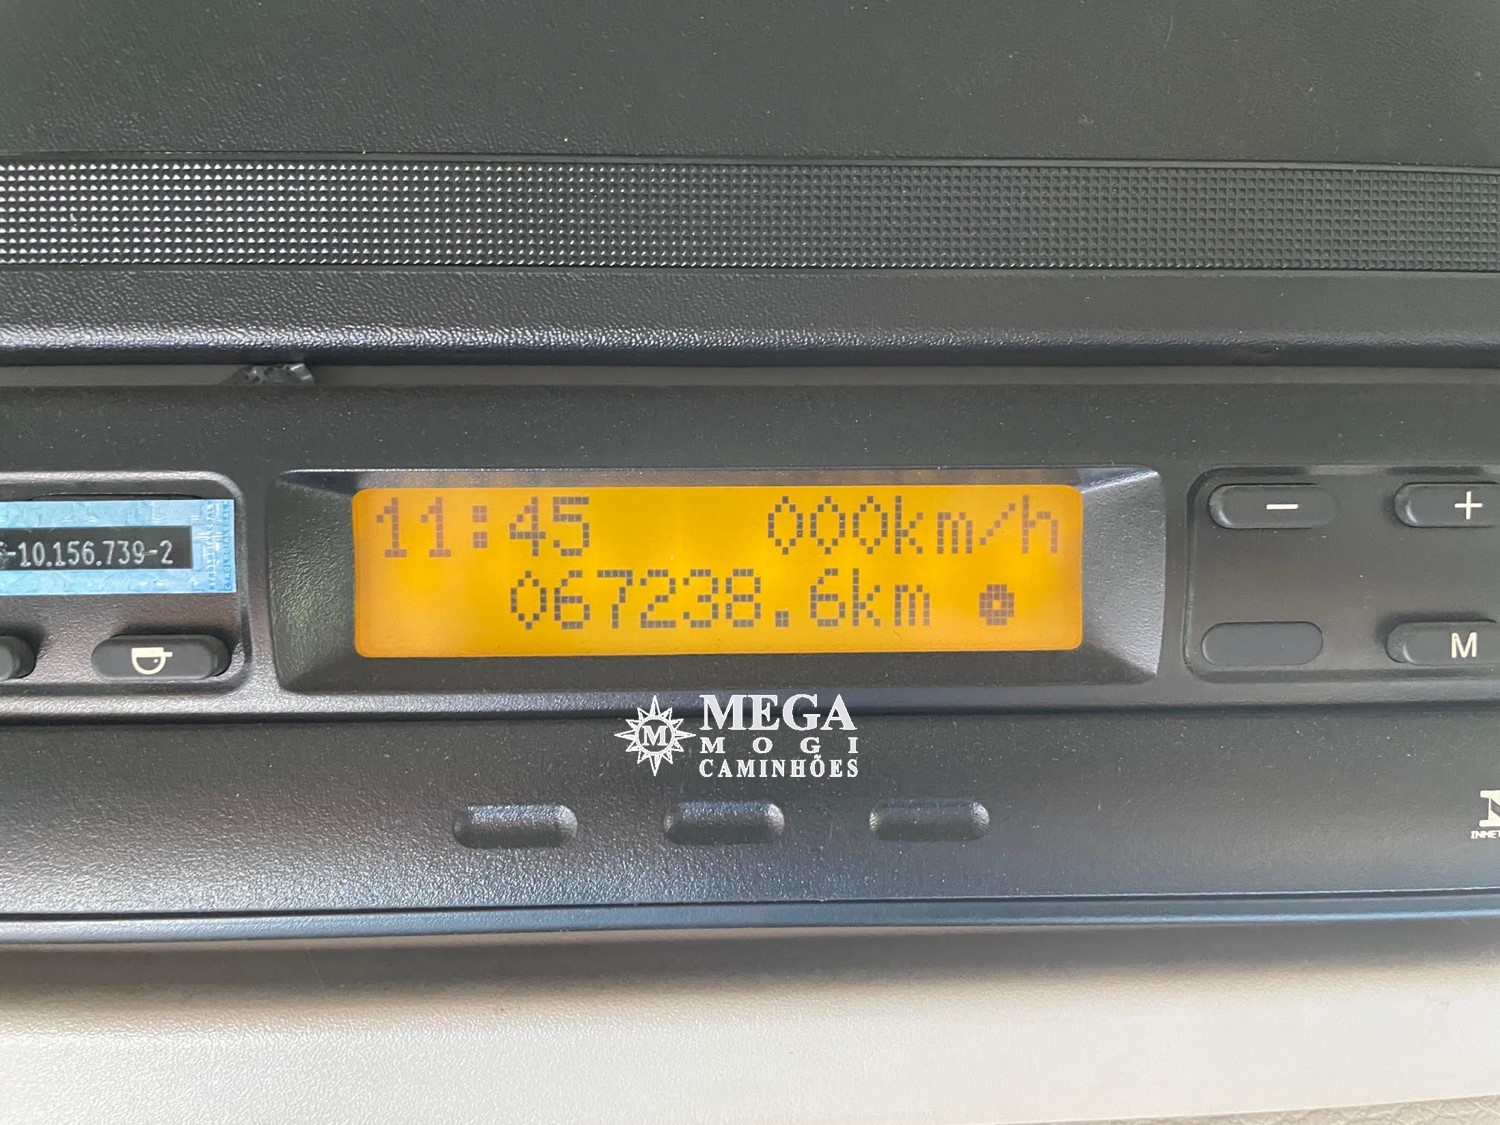 11:45 000km/h
067238.6km
-10.156.739-2
− +
M
M
MEGA
MOGI
CAMINHÕES